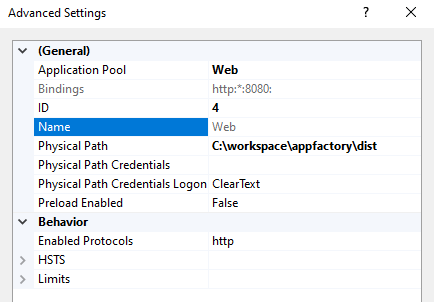 Advanced Settings ? ×
(General)
Application Pool Web
Bindings http:*:8080:
ID 4
Name Web
Physical Path C:\workspace\appfactory\dist
Physical Path Credentials
Physical Path Credentials Logon ClearText
Preload Enabled False
Behavior
Enabled Protocols http
HSTS
Limits